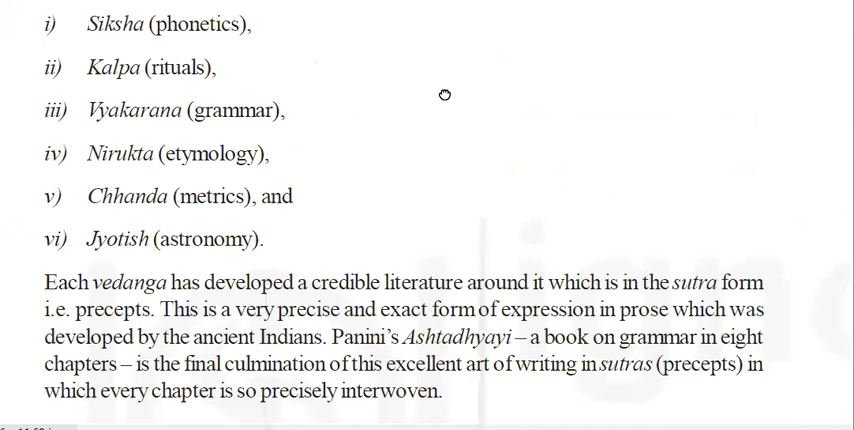 i) Siksha (phonetics),
ii) Kalpa (rituals),
iii) Vyakarana (grammar),
iv) Nirukta (etymology),
v) Chhanda (metrics), and
vi) Jyotish (astronomy).
Each vedanga has developed a credible literature around it which is in the sutra form
i.e. precepts. This is a very precise and exact form of expression in prose which was
developed by the ancient Indians. Panini's Ashtadhyayi – a book on grammar in eight
chapters – is the final culmination of this excellent art of writing in sutras (precepts) in
which every chapter is so precisely interwoven.